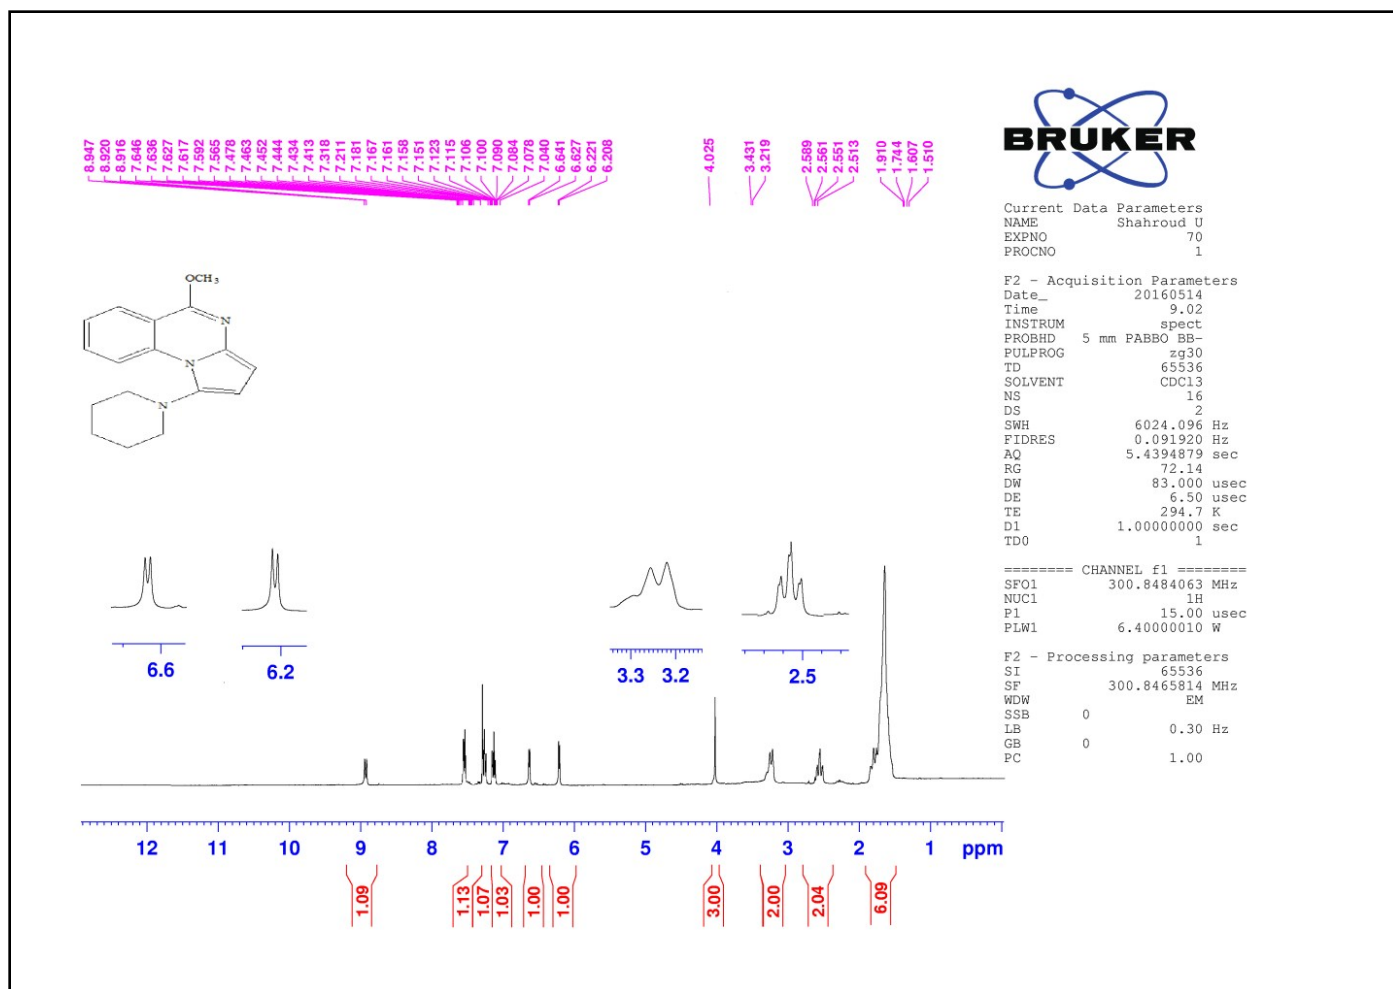 8.947
8.920
8.916
7.646
7.636
7.627
7.617
7.592
7.565
7.478
7.463
7.452
7.444
7.434
7.413
7.318
7.211
7.181
7.167
7.161
7.158
7.151
7.123
7.115
7.106
7.100
7.090
7.084
7.078
7.040
6.641
6.627
6.221
6.208
4.025
3.431
3.219
2.589
2.561
2.551
2.513
1.910
1.744
1.607
1.510
BRUKER
Current Data Parameters
NAME Shahroud U
EXPNO 70
PROCNO 1
F2 - Acquisition Parameters
Date_ 20160514
Time 9.02
INSTRUM spect
PROBHD 5 mm PABBO BB-
PULPROG zg30
TD 65536
SOLVENT CDCl3
NS 16
DS 2
SWH 6024.096 Hz
FIDRES 0.091920 Hz
AQ 5.4394879 sec
RG 72.14
DW 83.000 usec
DE 6.50 usec
TE 294.7 K
D1 1.00000000 sec
TD0 1
======== CHANNEL f1 ========
SFO1 300.8484063 MHz
NUC1 1H
P1 15.00 usec
PLW1 6.40000010 W
F2 - Processing parameters
SI 65536
SF 300.8465814 MHz
WDW EM
SSB 0
LB 0.30 Hz
GB 0
PC 1.00
OCH3
N
N
N
6.6
6.2
3.3 3.2
2.5
12 11 10 9 8 7 6 5 4 3 2 1 ppm
1.09
1.13
1.07
1.03
1.00
1.00
3.00
2.00
2.04
6.09